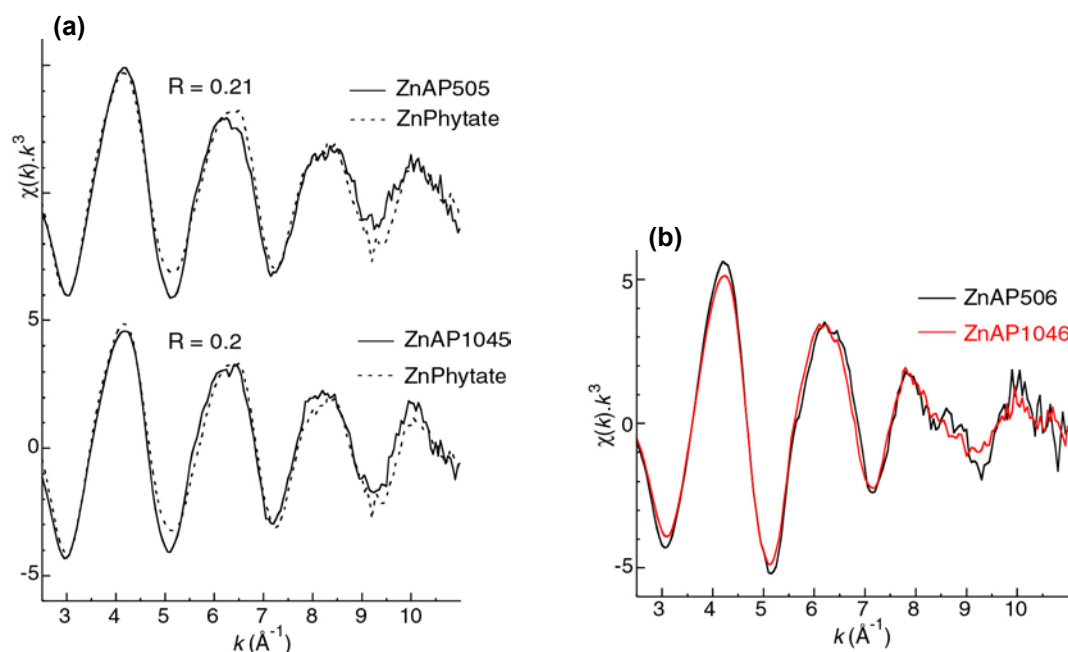 (a)
R = 0.21
ZnAP505
ZnPhytate
χ(k).k³
5
R = 0.2
ZnAP1045
ZnPhytate
0
-5
3 4 5 6 7 8 9 10
k (Å⁻¹)
(b)
5
ZnAP506
ZnAP1046
χ(k).k³
0
-5
3 4 5 6 7 8 9 10
k (Å⁻¹)